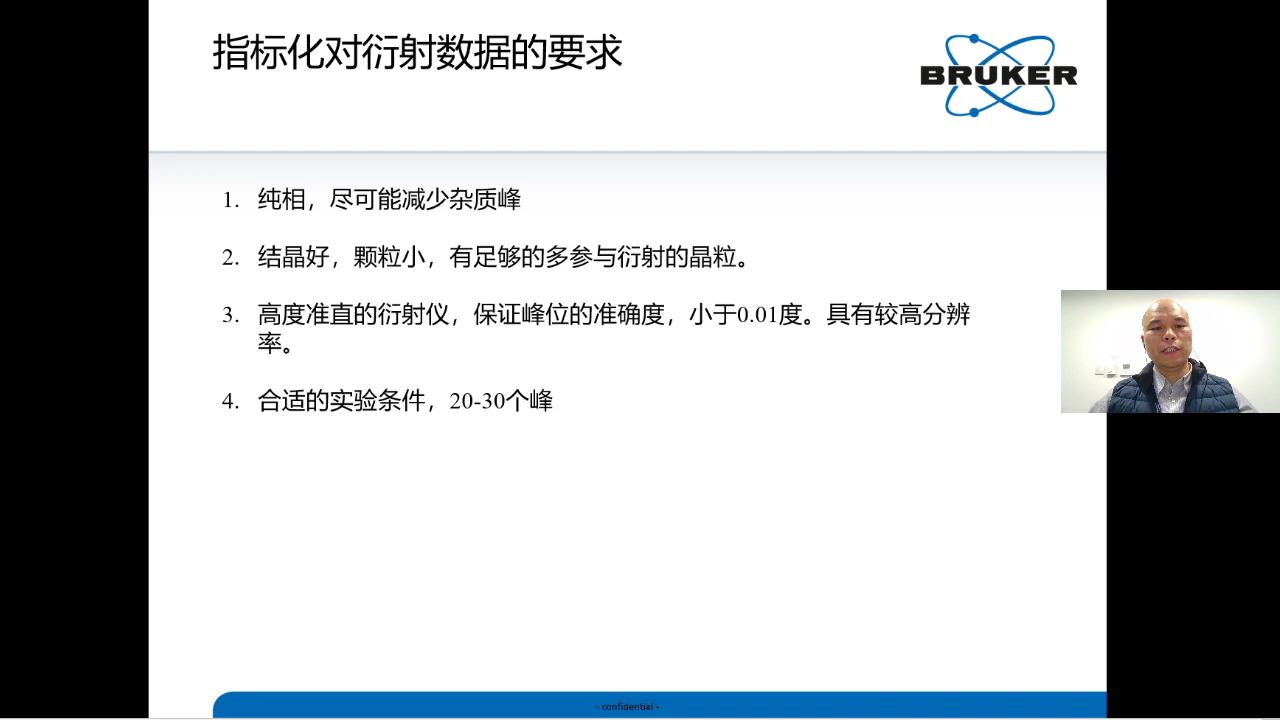 指标化对衍射数据的要求
BRUKER
1. 纯相，尽可能减少杂质峰
2. 结晶好，颗粒小，有足够的多参与衍射的晶粒。
3. 高度准直的衍射仪，保证峰位的准确度，小于0.01度。具有较高分辨
率。
4. 合适的实验条件，20-30个峰
- confidential -